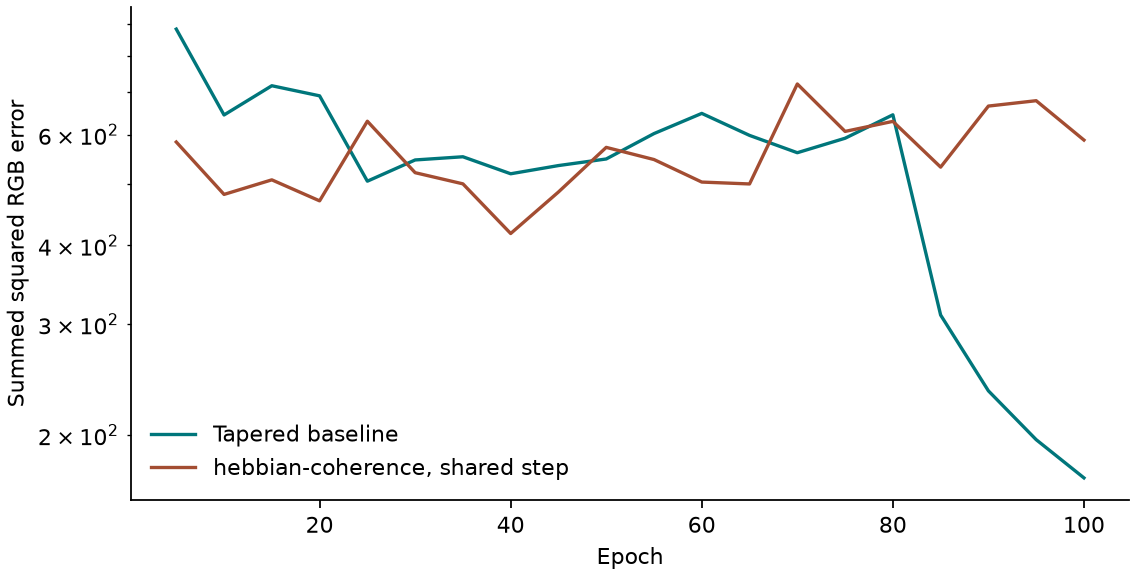 Summed squared RGB error
6 × 10²
4 × 10²
3 × 10²
2 × 10²
Tapered baseline
hebbian-coherence, shared step
20 40 60 80 100
Epoch